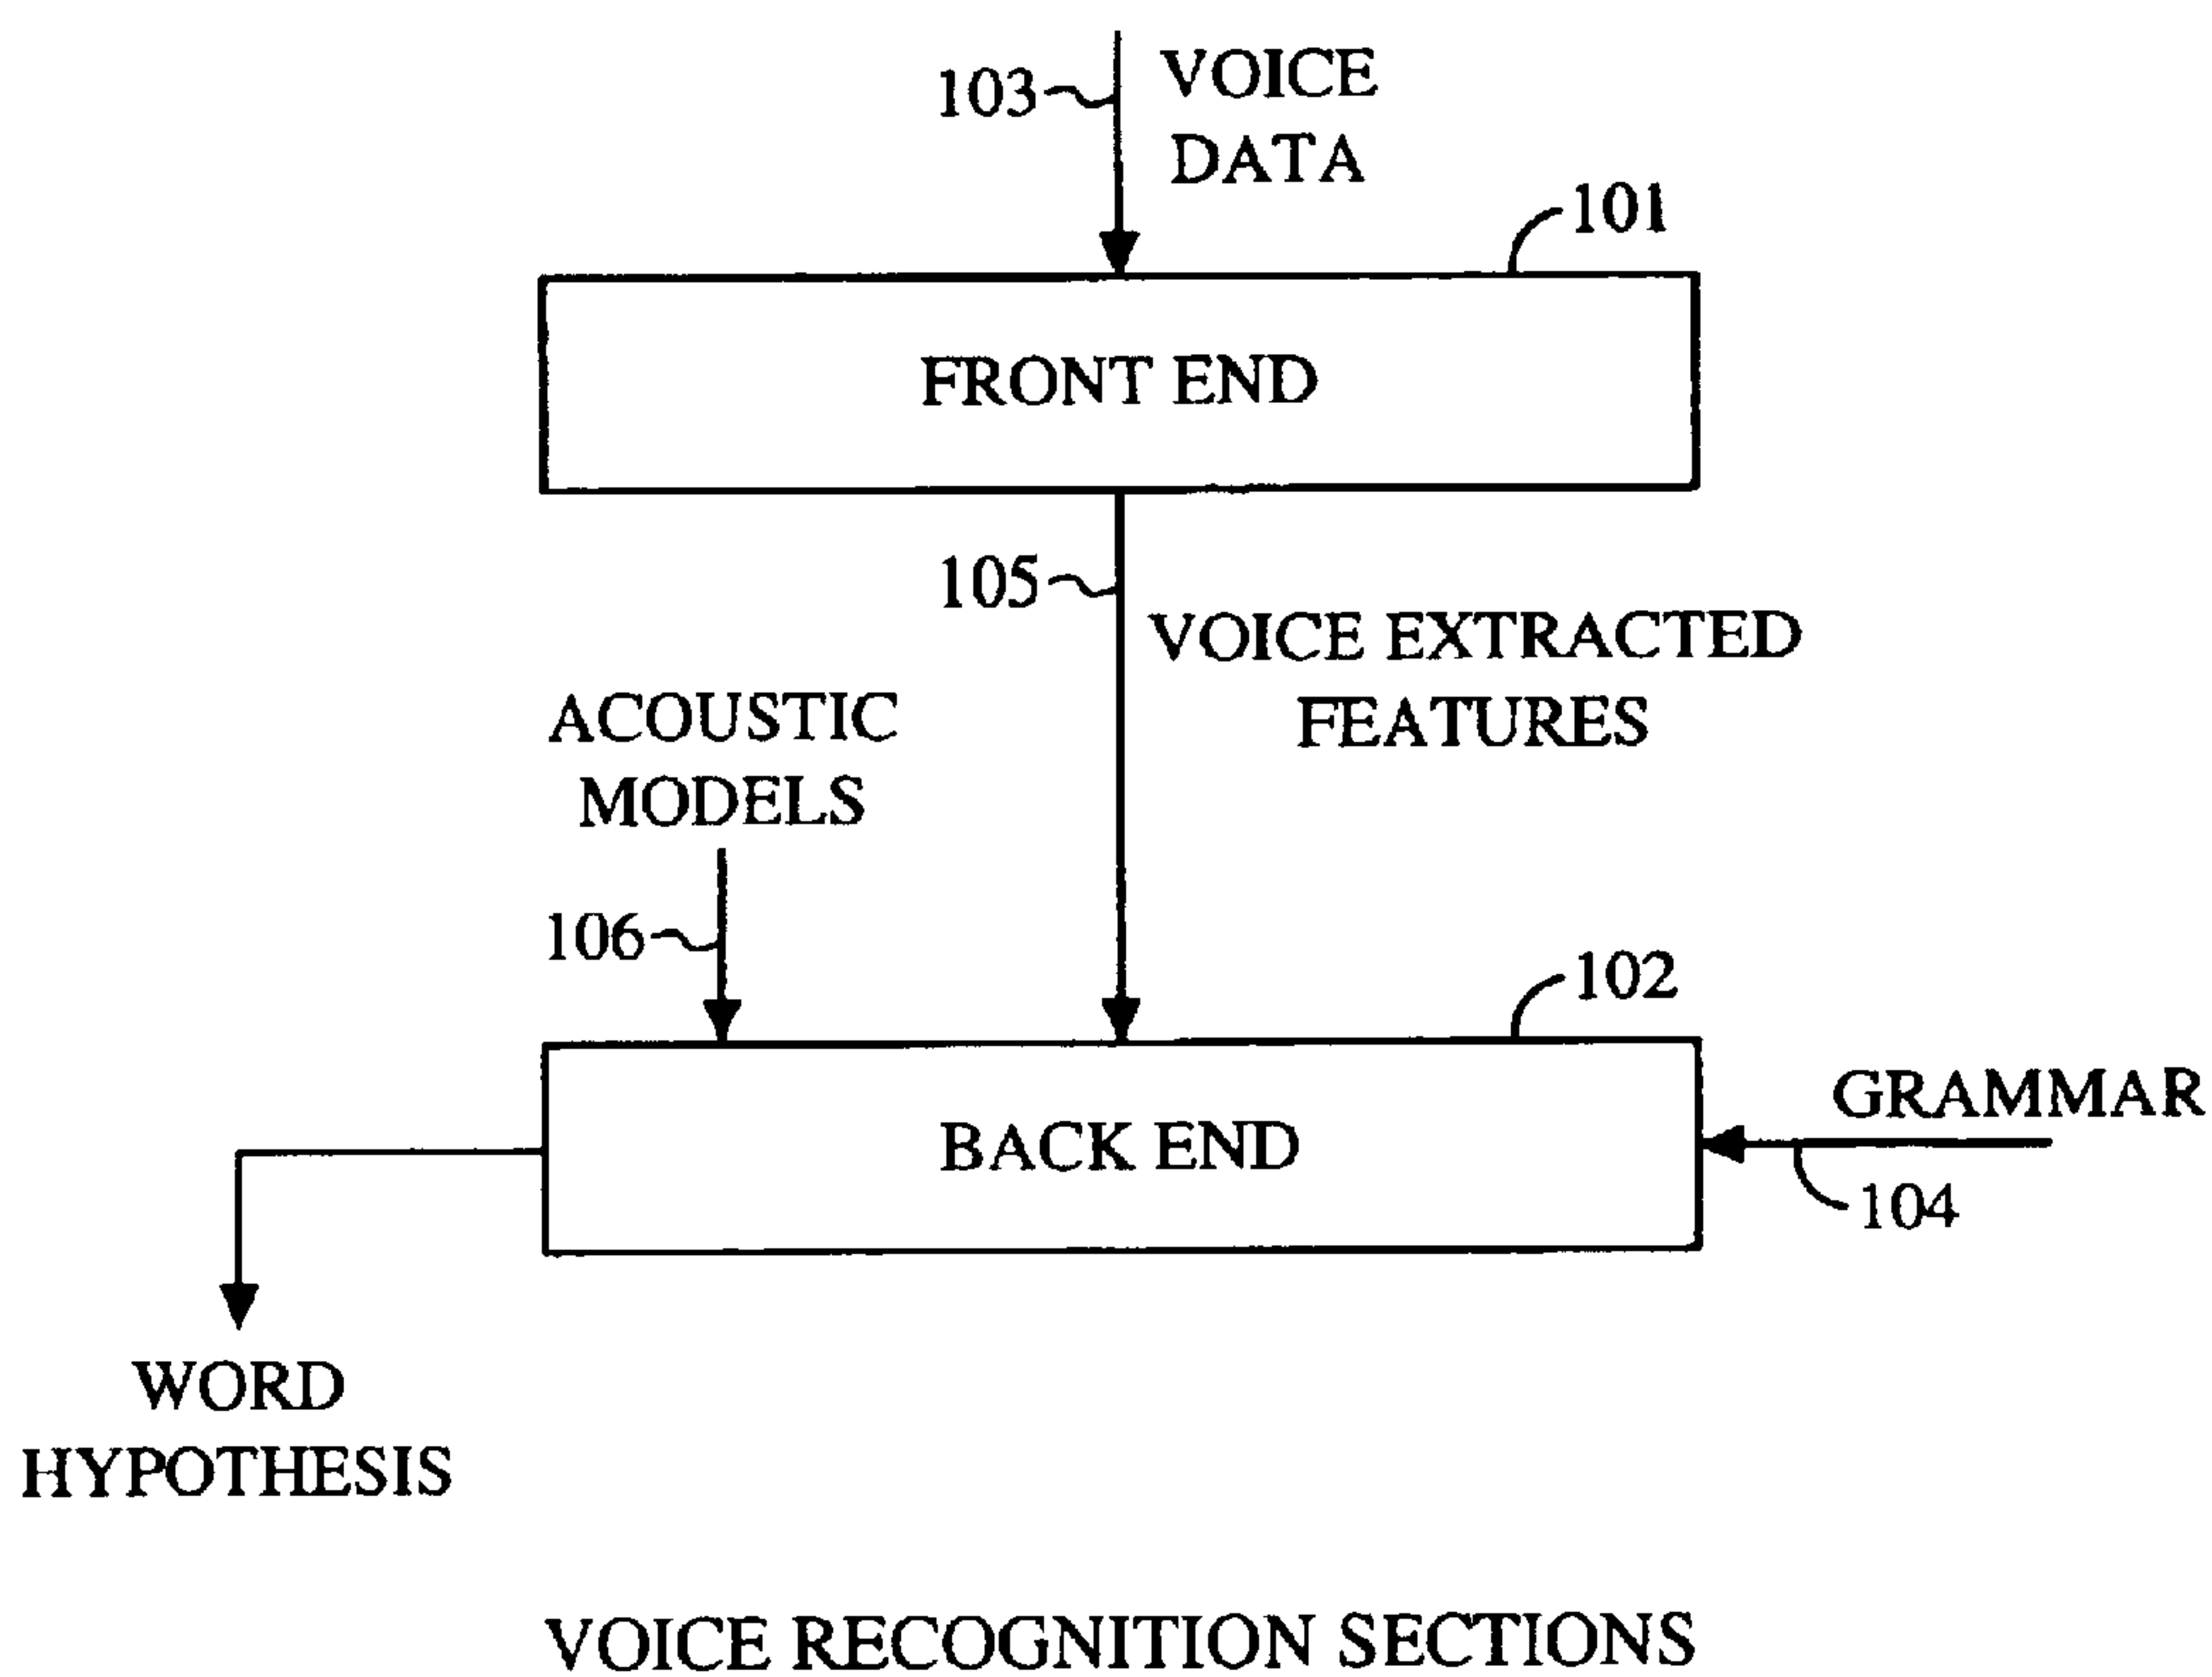 103
VOICE
DATA
101
FRONT END
105
VOICE EXTRACTED
FEATURES
ACOUSTIC
MODELS
106
102
GRAMMAR
BACK END
104
WORD
HYPOTHESIS
VOICE RECOGNITION SECTIONS